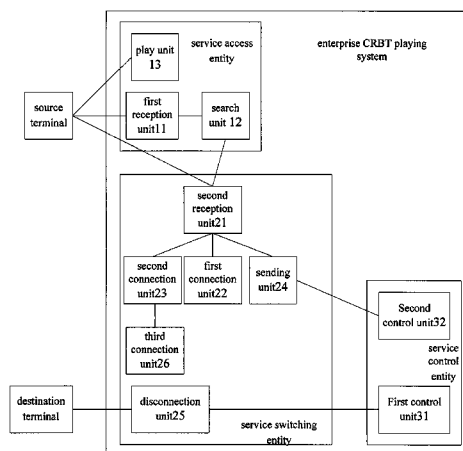 play unit
13
service access
entity
enterprise CRBT playing
system
source
terminal
first
reception
unit11
search
unit 12
second
reception
unit21
second
connection
unit23
first
connection
unit22
sending
unit24
third
connection
unit26
Second
control unit32
service
control
entity
destination
terminal
disconnection
unit25
service switching
entity
First control
unit31